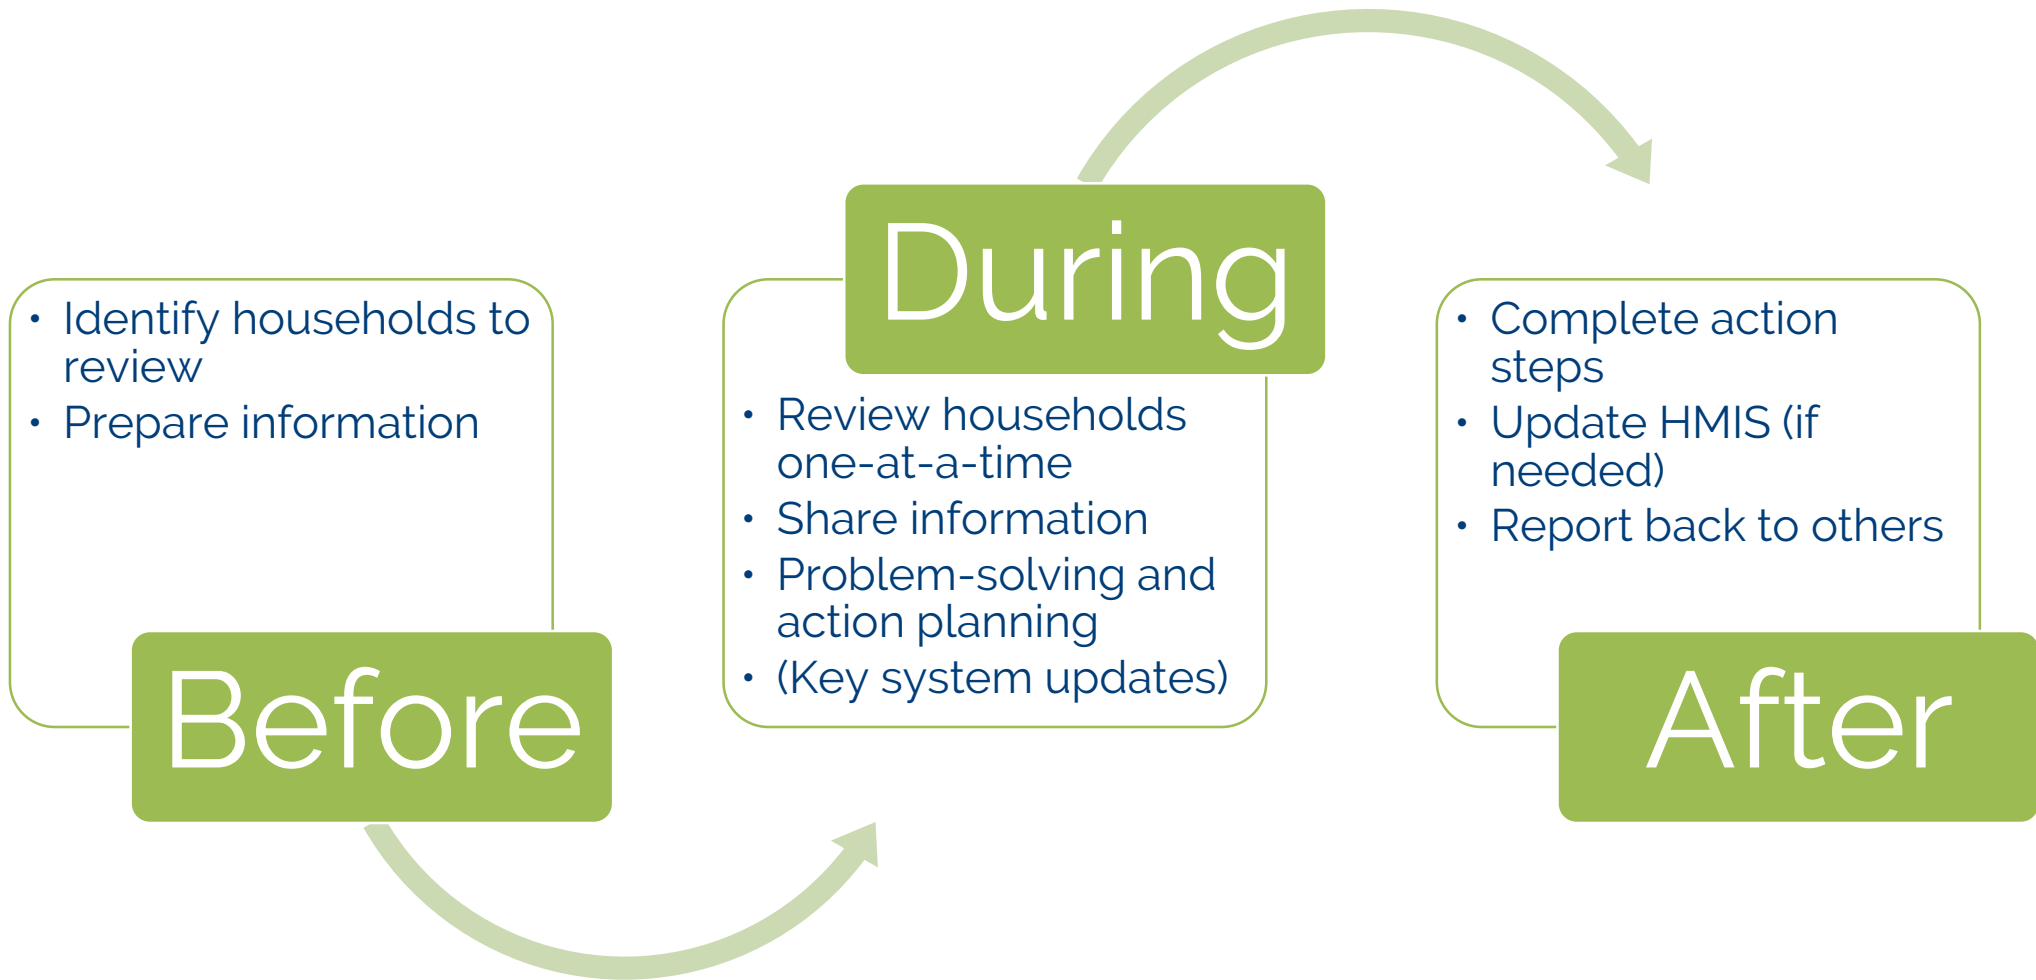 • Identify households to
review
• Prepare information
Before
During
• Review households
one-at-a-time
• Share information
• Problem-solving and
action planning
• (Key system updates)
• Complete action
steps
• Update HMIS (if
needed)
• Report back to others
After